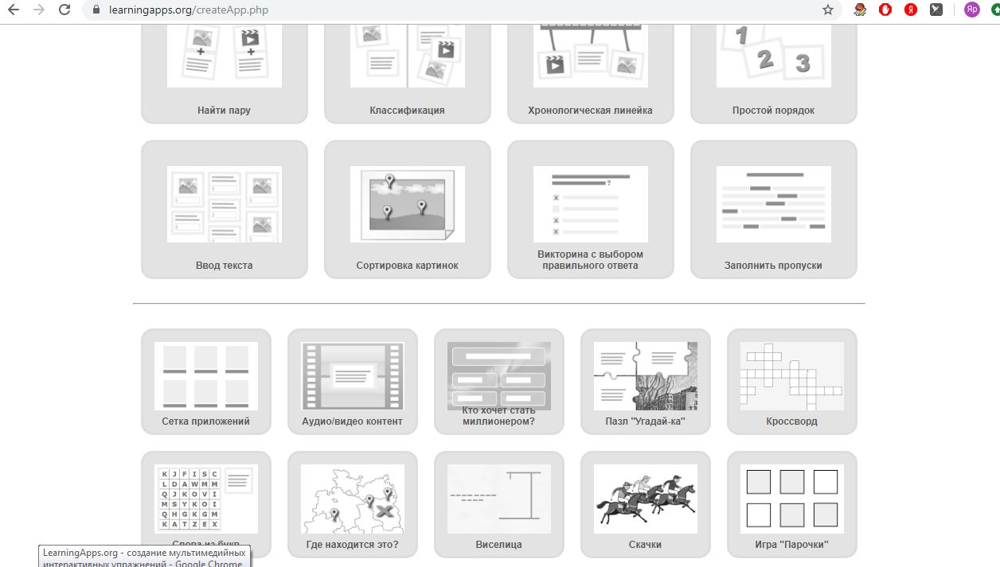 learningapps.org/createApp.php
Яр
1
2
3
Найти пару
Классификация
Хронологическая линейка
Простой порядок
?
Ввод текста
Сортировка картинок
Викторина с выбором
правильного ответа
Заполнить пропуски
Сетка приложений
Аудио/видео контент
Кто хочет стать
миллионером?
Пазл "Угадай-ка"
Кроссворд
K J F I S C
L D A W M M
Q J K O V I
M S Y K O I
Q H G K G M
K A T Z E X
Слова из букв
Где находится это?
Виселица
Скачки
Игра "Парочки"
LearningApps.org - создание мультимедийных
интерактивных упражнений - Google Chrome